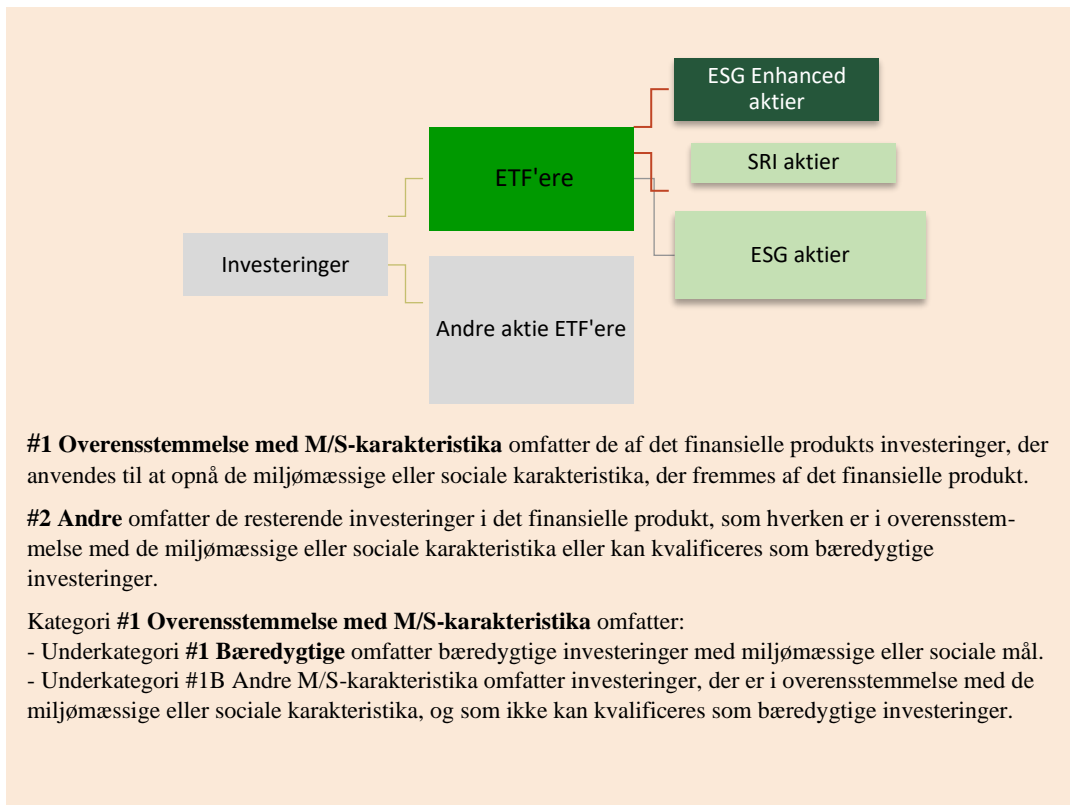 ESG Enhanced
aktier
SRI aktier
ETF'ere
ESG aktier
Investeringer
Andre aktie ETF'ere
#1 Overensstemmelse med M/S-karakteristika omfatter de af det finansielle produkts investeringer, der
anvendes til at opnå de miljømæssige eller sociale karakteristika, der fremmes af det finansielle produkt.
#2 Andre omfatter de resterende investeringer i det finansielle produkt, som hverken er i overensstem-
melse med de miljømæssige eller sociale karakteristika eller kan kvalificeres som bæredygtige
investeringer.
Kategori #1 Overensstemmelse med M/S-karakteristika omfatter:
- Underkategori #1 Bæredygtige omfatter bæredygtige investeringer med miljømæssige eller sociale mål.
- Underkategori #1B Andre M/S-karakteristika omfatter investeringer, der er i overensstemmelse med de
miljømæssige eller sociale karakteristika, og som ikke kan kvalificeres som bæredygtige investeringer.